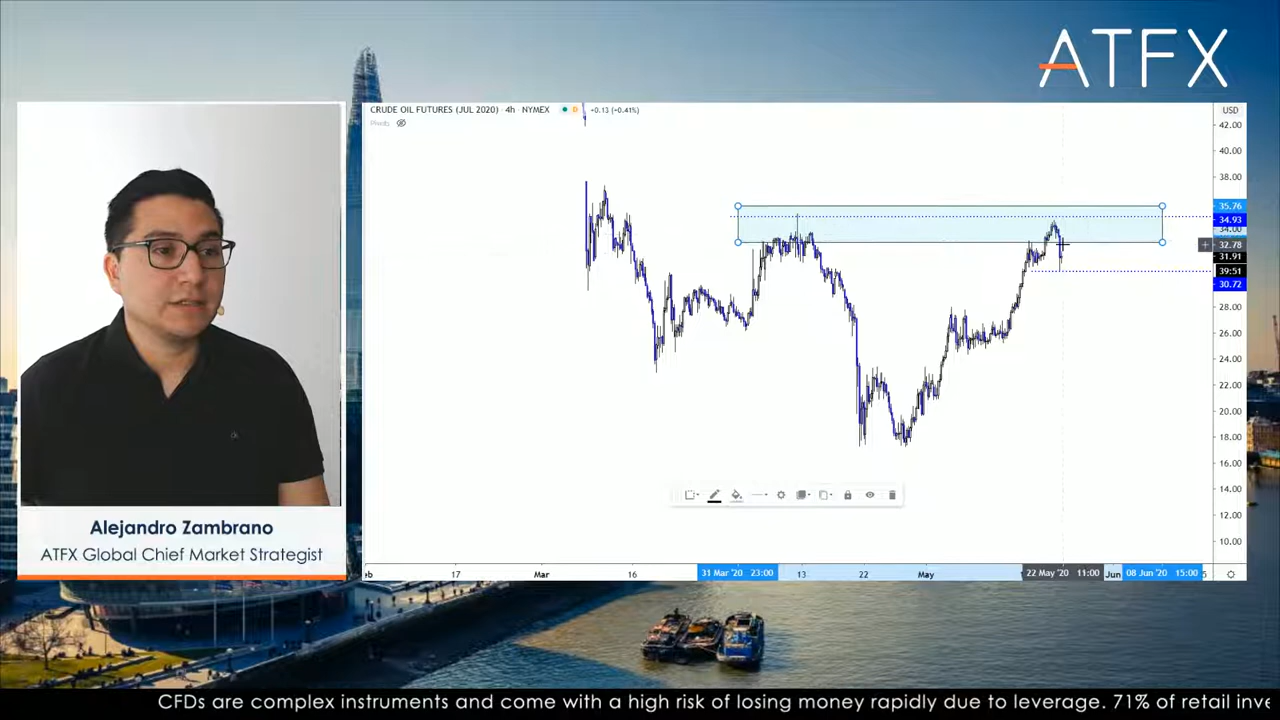 ATFX
CRUDE OIL FUTURES (JUL 2020) 4h · NYMEX
D
+0.13 (+0.41%)
Pivots
USD
42.00
40.00
38.00
35.76
34.93
34.00
32.78
31.91
39:51
30.72
28.00
26.00
24.00
22.00
20.00
18.00
16.00
14.00
12.00
10.00
17
Mar
16
31 Mar '20 23:00
13
22
May
22 May '20 11:00
Jun
08 Jun '20 15:00
Alejandro Zambrano
ATFX Global Chief Market Strategist
CFDs are complex instruments and come with a high risk of losing money rapidly due to leverage. 71% of retail inve